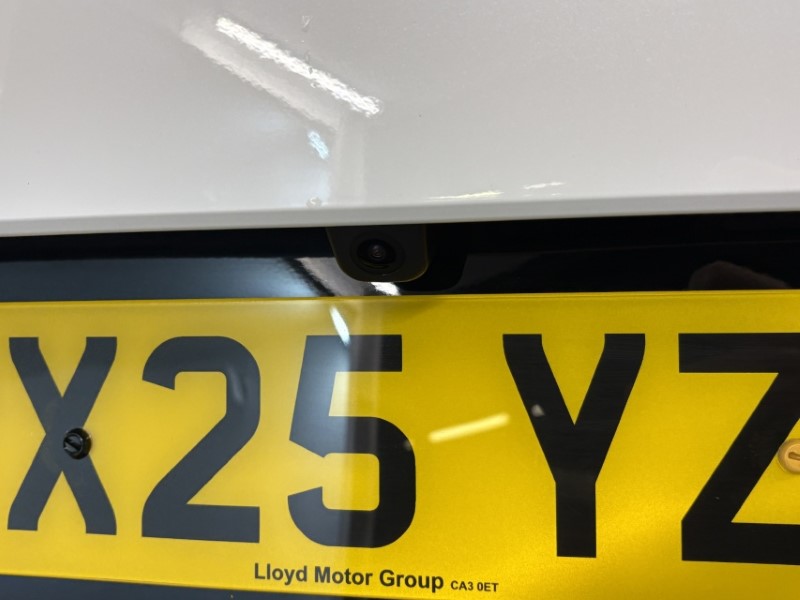 X25 YZ
Lloyd Motor Group CA3 0ET